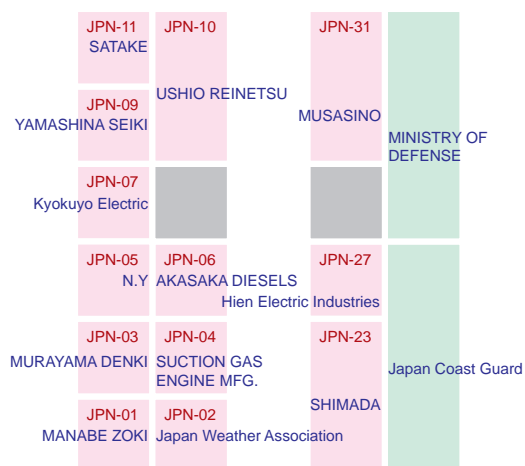 JPN-11
SATAKE
JPN-10
USHIO REINETSU
JPN-31
MUSASINO
MINISTRY OF
DEFENSE
JPN-09
YAMASHINA SEIKI
JPN-07
Kyokuyo Electric
JPN-05
N.Y
JPN-06
AKASAKA DIESELS
JPN-27
Hien Electric Industries
JPN-03
MURAYAMA DENKI
JPN-04
SUCTION GAS
ENGINE MFG.
JPN-23
SHIMADA
Japan Coast Guard
JPN-01
MANABE ZOKI
JPN-02
Japan Weather Association